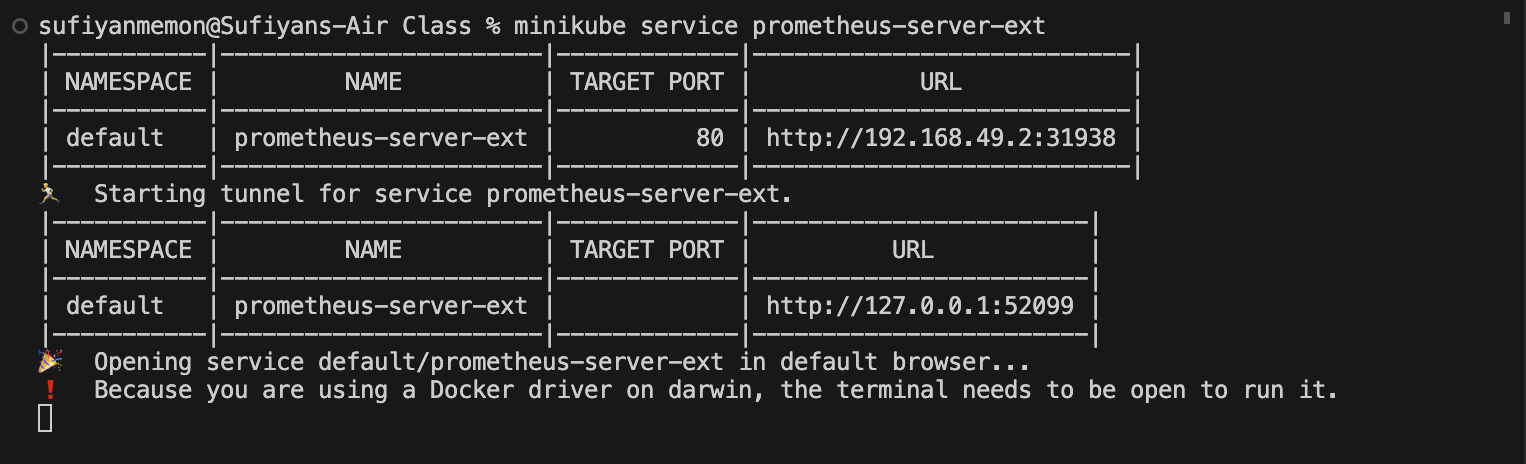 sufiyanmemon@Sufiyans-Air Class % minikube service prometheus-server-ext
|-----------|-----------------------|-------------|---------------------------|
| NAMESPACE |         NAME          | TARGET PORT |            URL            |
|-----------|-----------------------|-------------|---------------------------|
| default   | prometheus-server-ext |          80 | http://192.168.49.2:31938 |
|-----------|-----------------------|-------------|---------------------------|
🏃  Starting tunnel for service prometheus-server-ext.
|-----------|-----------------------|-------------|------------------------|
| NAMESPACE |         NAME          | TARGET PORT |          URL           |
|-----------|-----------------------|-------------|------------------------|
| default   | prometheus-server-ext |             | http://127.0.0.1:52099 |
|-----------|-----------------------|-------------|------------------------|
🎉  Opening service default/prometheus-server-ext in default browser...
❗  Because you are using a Docker driver on darwin, the terminal needs to be open to run it.